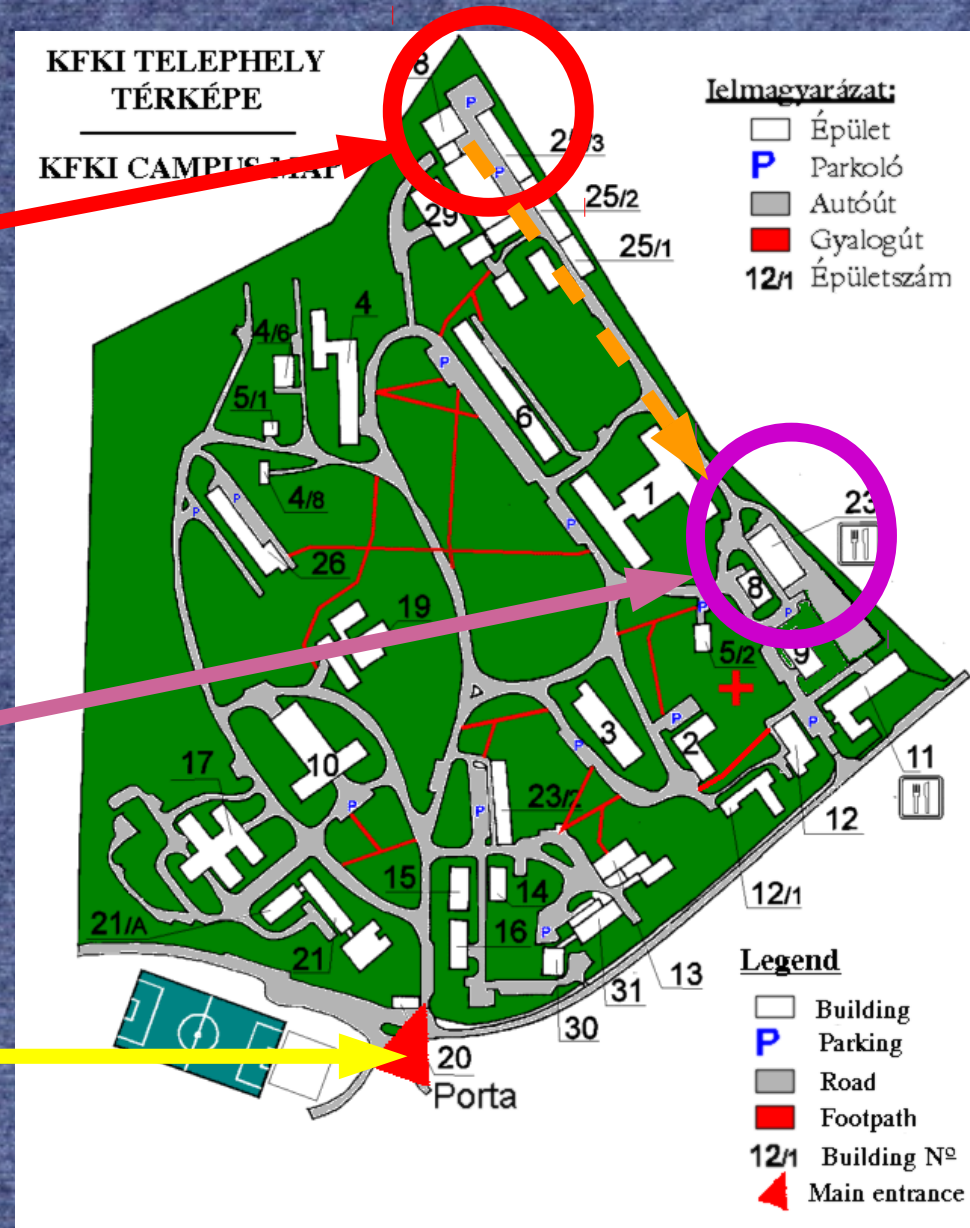 KFKI TELEPHELY
TÉRKÉPE
KFKI CAMPUS MAP
Jelmagyarázat:
Épület
P Parkoló
Autóút
Gyalogút
12/1 Épületszám
8
P
25/3
P
25/2
29
25/1
4/6
4
P
5/1
6
4/8
P
P
26
1
P
23
8
P
P
19
5/2
9
3
P
2
P
P
11
17
10
P
23/2
P
12
15
14
12/1
21/A
21
16
P
13
31
30
20
Porta
Legend
Building
P Parking
Road
Footpath
12/1 Building Nº
Main entrance